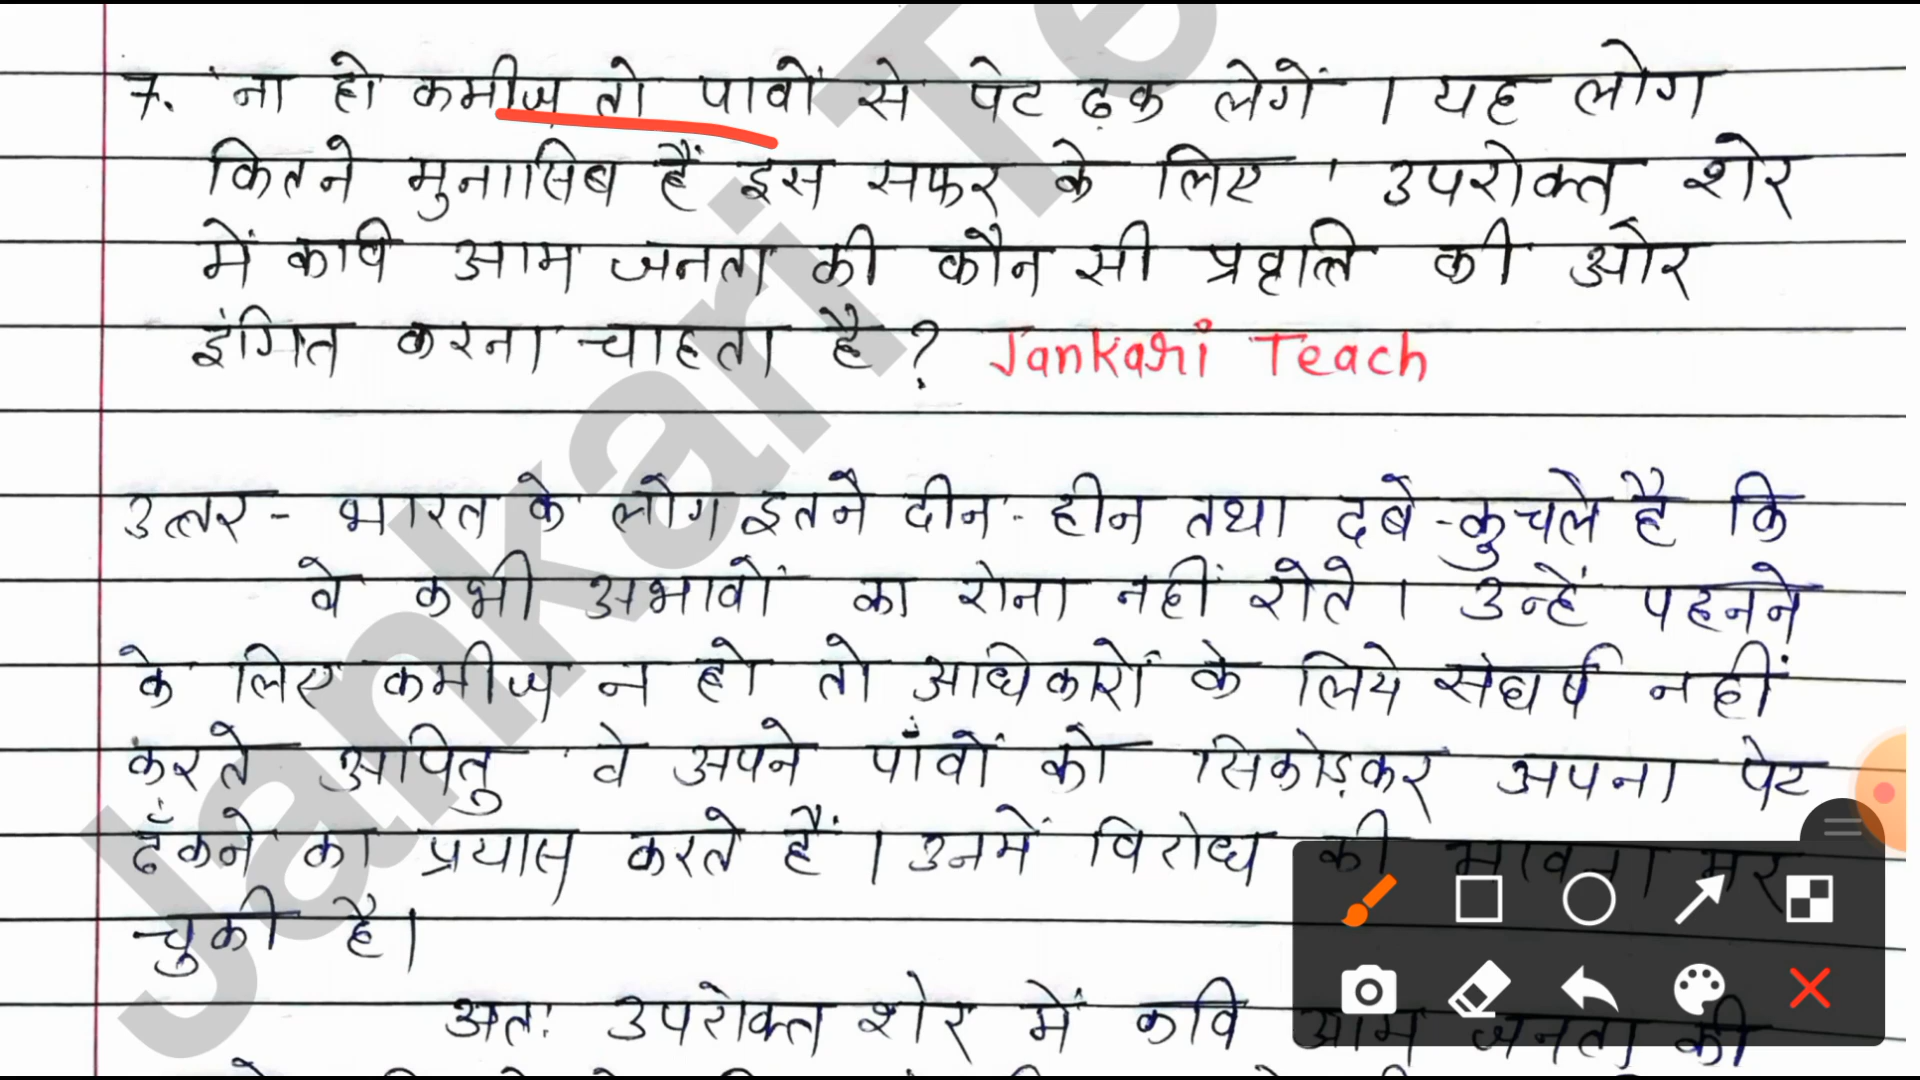 7. ना हो कमीज तो पावों से पेट ढ़क लेगें । यह लोग
कितने मुनासिब हैं इस सफर के लिए ' उपरोक्त शेर
में कवि आम जनता की कौन सी प्रवृत्ति की ओर
इंगित करना चाहता है ? Jankari Teach
उत्तर - भारत के लोग इतने दीन - हीन तथा दबे - कुचले है कि
वे कभी अभावों का रोना नहीं रोते । उन्हें पहनने
के लिए कमीज न हो तो अधिकारों के लिये संघर्ष नहीं
करते अपितु वे अपने पाँवों को सिकोड़कर अपना पेट
ढँकने का प्रयास करते हैं । उनमें विरोध की भावना मर
चुकी है ।
अतः उपरोक्त शेर में कवि आम जनता की
Jankari Te